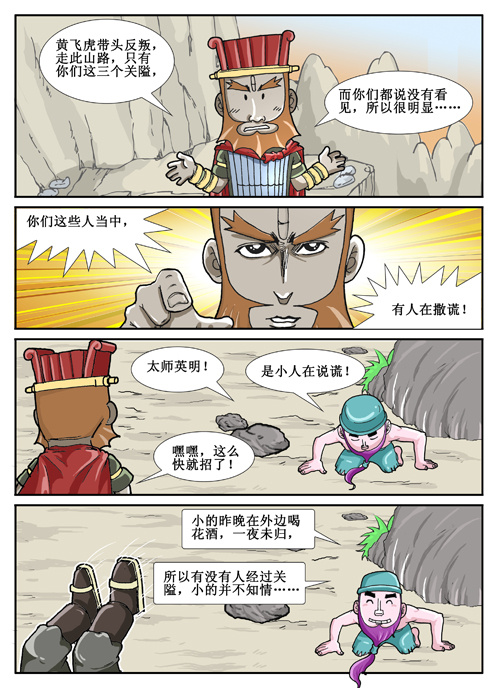 黄飞虎带头反叛，
走此山路，只有
你们这三个关隘，
而你们都说没有看
见，所以很明显……
你们这些人当中，
有人在撒谎！
太师英明！
是小人在说谎！
嘿嘿，这么
快就招了！
小的昨晚在外边喝
花酒，一夜未归，
所以有没有人经过关
隘，小的并不知情……